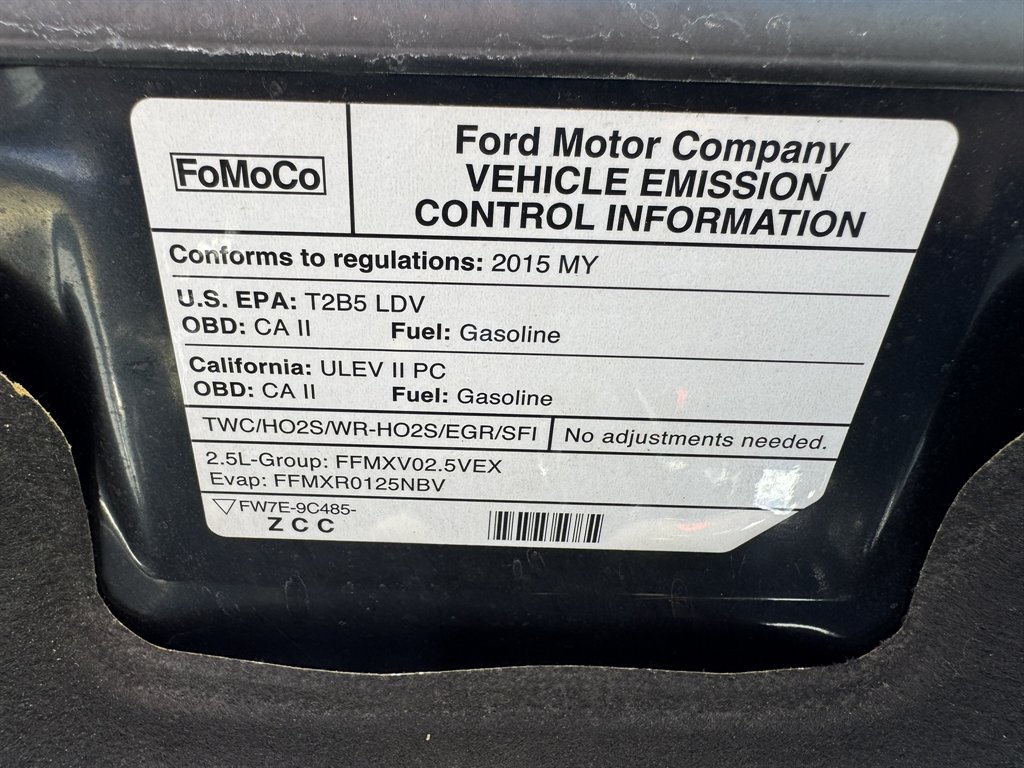 FoMoCo
Ford Motor Company
VEHICLE EMISSION
CONTROL INFORMATION
Conforms to regulations: 2015 MY
U.S. EPA: T2B5 LDV
OBD: CA II Fuel: Gasoline
California: ULEV II PC
OBD: CA II Fuel: Gasoline
TWC/HO2S/WR-HO2S/EGR/SFI
No adjustments needed.
2.5L-Group: FFMXV02.5VEX
Evap: FFMXR0125NBV
FW7E-9C485-
Z C C